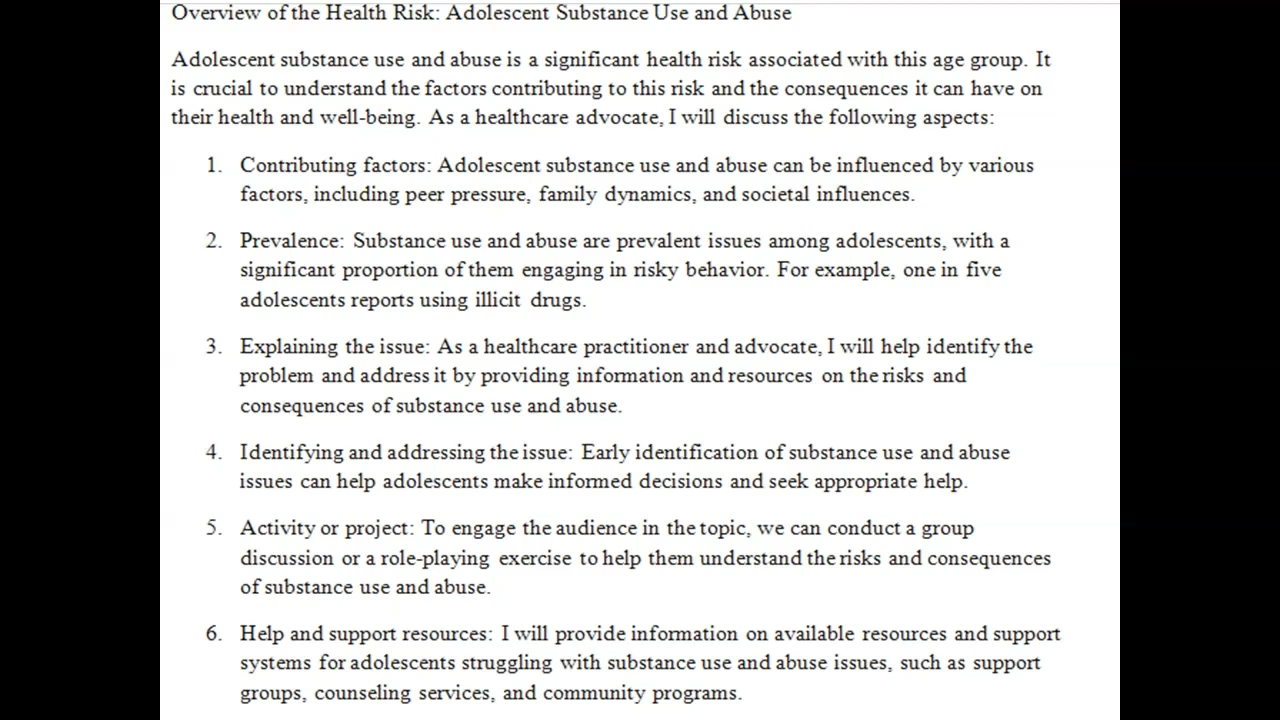 Overview of the Health Risk: Adolescent Substance Use and Abuse
Adolescent substance use and abuse is a significant health risk associated with this age group. It
is crucial to understand the factors contributing to this risk and the consequences it can have on
their health and well-being. As a healthcare advocate, I will discuss the following aspects:
1. Contributing factors: Adolescent substance use and abuse can be influenced by various
factors, including peer pressure, family dynamics, and societal influences.
2. Prevalence: Substance use and abuse are prevalent issues among adolescents, with a
significant proportion of them engaging in risky behavior. For example, one in five
adolescents reports using illicit drugs.
3. Explaining the issue: As a healthcare practitioner and advocate, I will help identify the
problem and address it by providing information and resources on the risks and
consequences of substance use and abuse.
4. Identifying and addressing the issue: Early identification of substance use and abuse
issues can help adolescents make informed decisions and seek appropriate help.
5. Activity or project: To engage the audience in the topic, we can conduct a group
discussion or a role-playing exercise to help them understand the risks and consequences
of substance use and abuse.
6. Help and support resources: I will provide information on available resources and support
systems for adolescents struggling with substance use and abuse issues, such as support
groups, counseling services, and community programs.